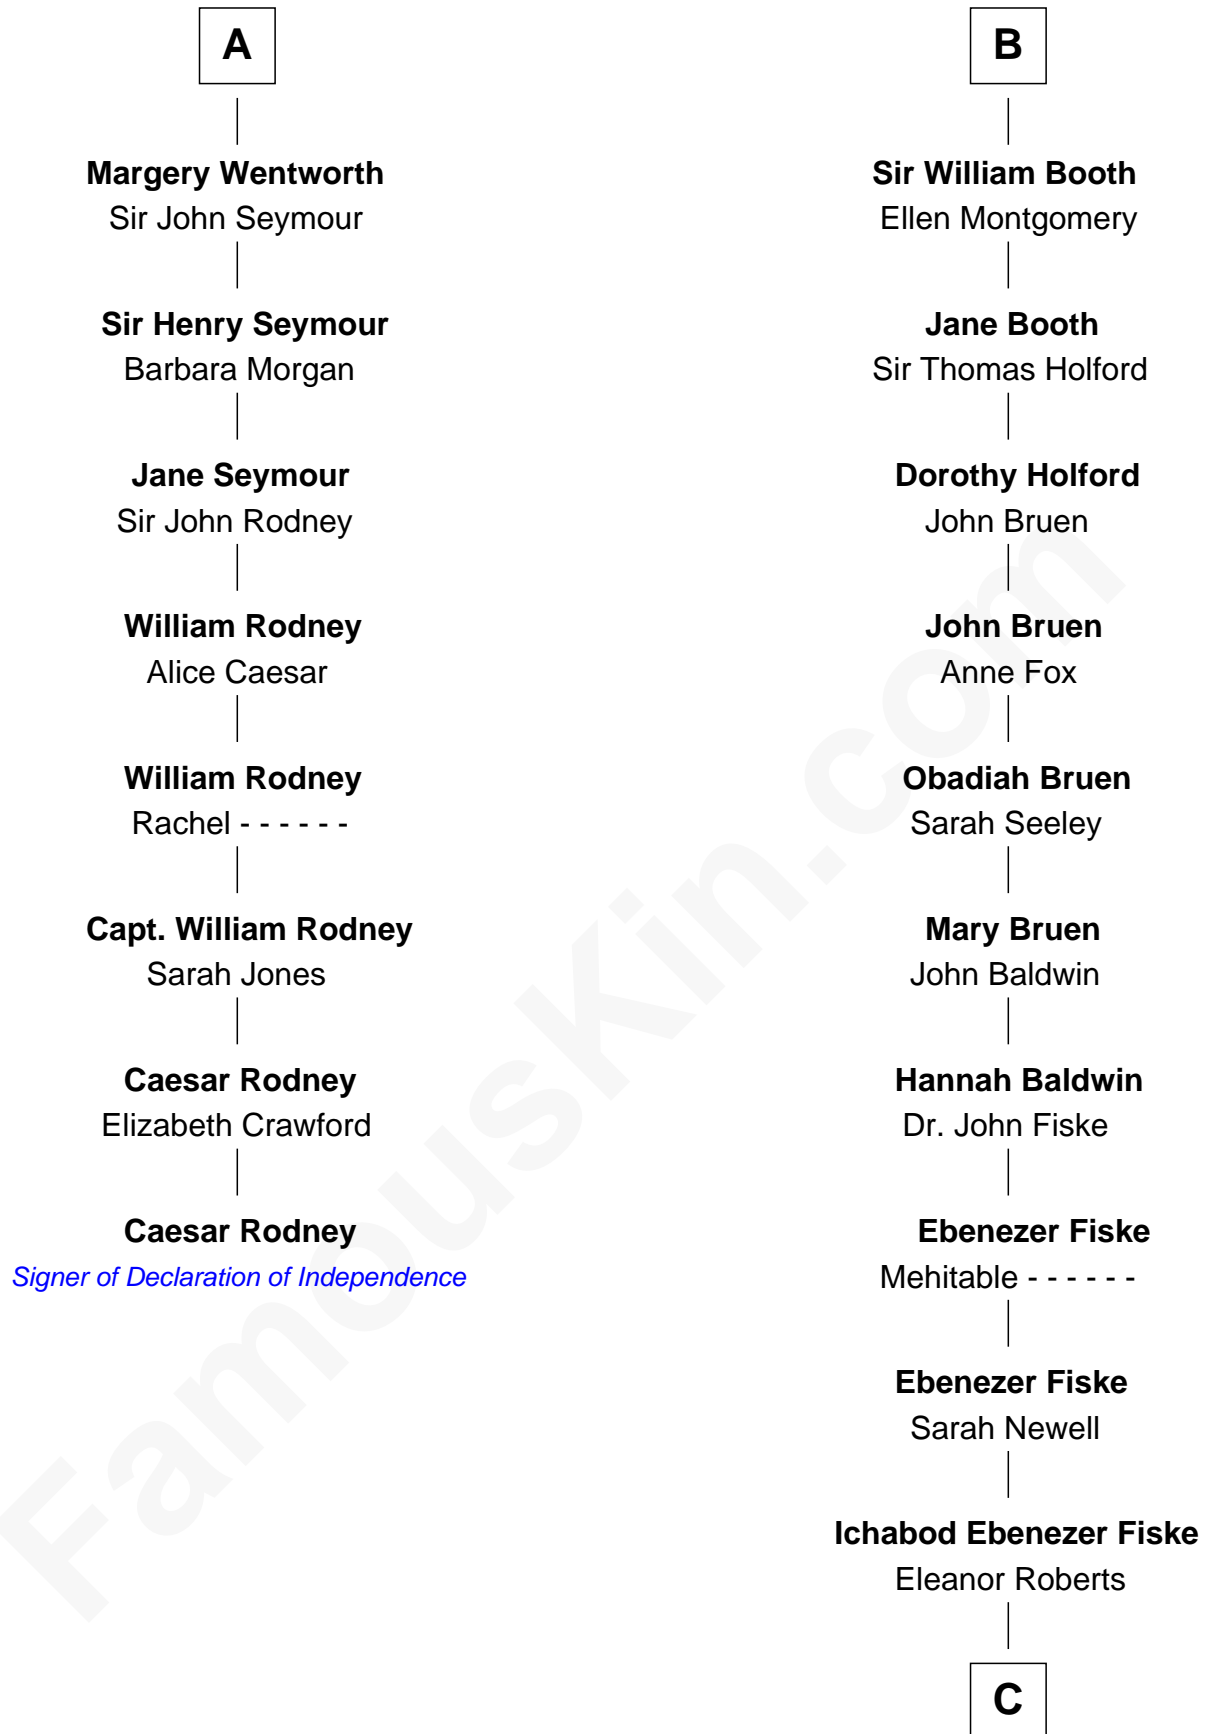 A
Margery Wentworth
Sir John Seymour
Sir Henry Seymour
Barbara Morgan
Jane Seymour
Sir John Rodney
William Rodney
Alice Caesar
William Rodney
Rachel - - - - - -
Capt. William Rodney
Sarah Jones
Caesar Rodney
Elizabeth Crawford
Caesar Rodney
Signer of Declaration of Independence
B
Sir William Booth
Ellen Montgomery
Jane Booth
Sir Thomas Holford
Dorothy Holford
John Bruen
John Bruen
Anne Fox
Obadiah Bruen
Sarah Seeley
Mary Bruen
John Baldwin
Hannah Baldwin
Dr. John Fiske
Ebenezer Fiske
Mehitable - - - - - -
Ebenezer Fiske
Sarah Newell
Ichabod Ebenezer Fiske
Eleanor Roberts
C
FamousKin.com